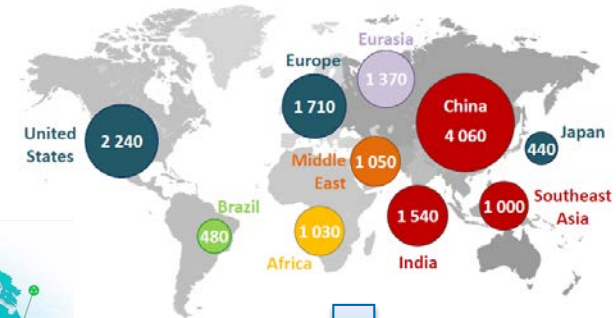 Eurasia
1 370
Europe
1 710
China
4 060
United
States
2 240
Japan
440
Middle
East
1 050
Southeast
Asia
1 000
Brazil
480
India
1 540
Africa
1 030